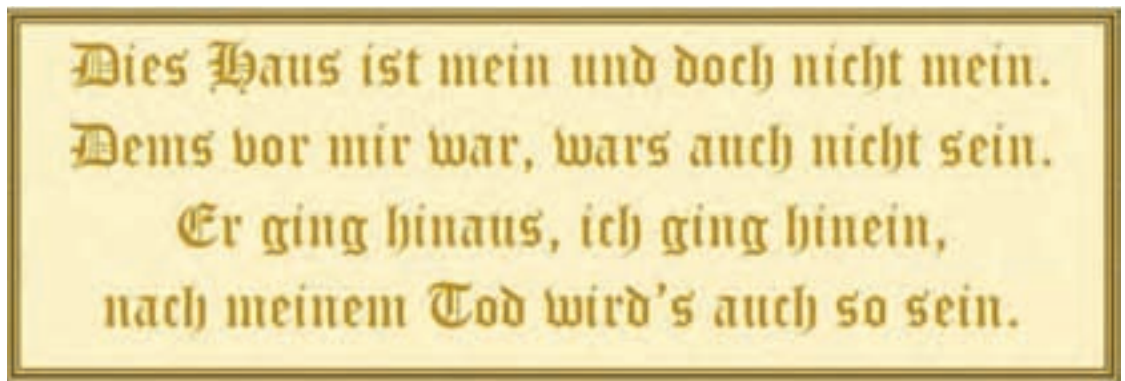 Dies Haus ist mein und doch nicht mein.
Dems vor mir war, wars auch nicht sein.
Er ging hinaus, ich ging hinein,
nach meinem Tod wird's auch so sein.